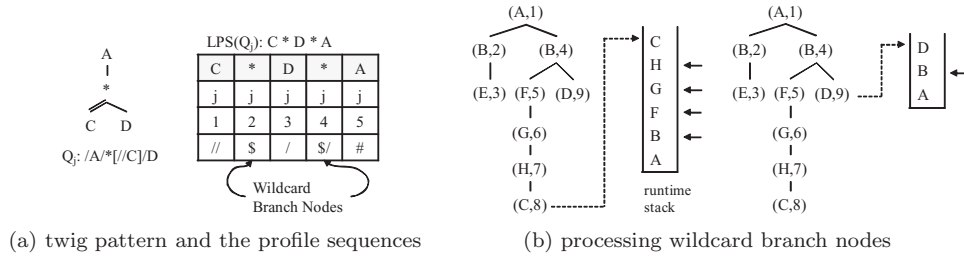 A
*
C D
Qj: /A/*[//C]/D
LPS(Qj): C * D * A
C * D * A
j j j j j
1 2 3 4 5
// $ / $/ #
Wildcard
Branch Nodes
(a) twig pattern and the profile sequences
(A,1)
(B,2) (B,4)
(E,3) (F,5) (D,9)
(G,6)
(H,7)
(C,8)
C
H
G
F
B
A
runtime
stack
(A,1)
(B,2) (B,4)
(E,3) (F,5) (D,9)
(G,6)
(H,7)
(C,8)
D
B
A
(b) processing wildcard branch nodes